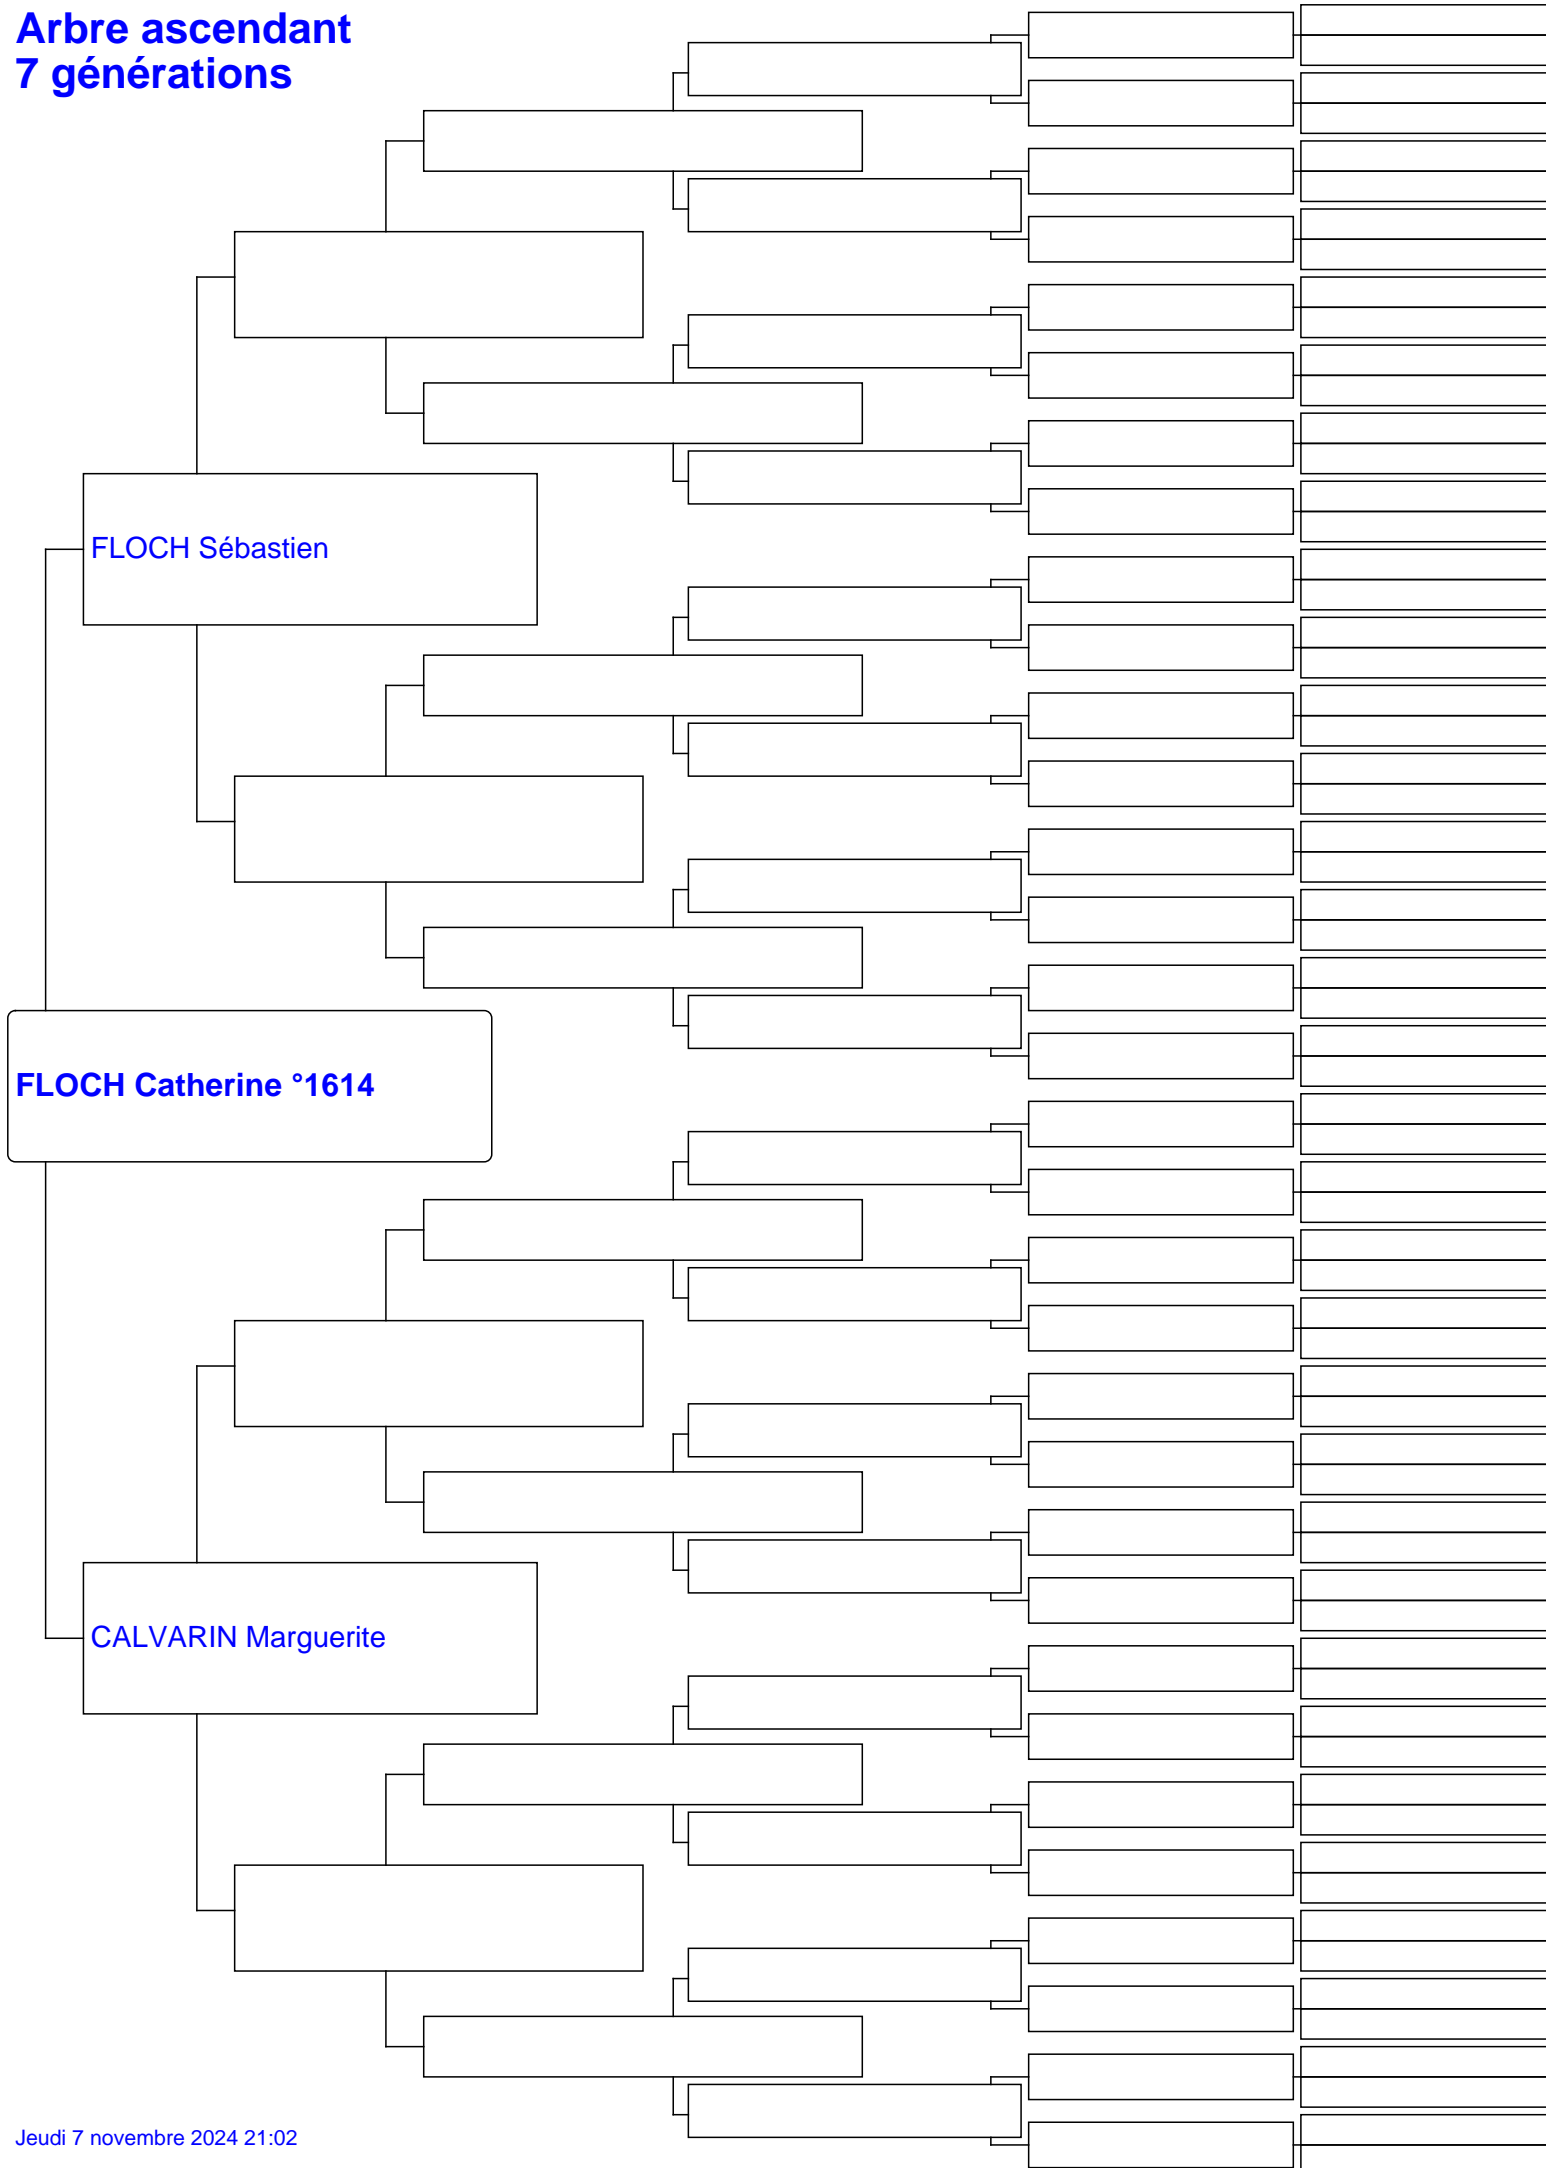 Arbre ascendant
7 générations
FLOCH Sébastien
FLOCH Catherine °1614
CALVARIN Marguerite
Jeudi 7 novembre 2024 21:02